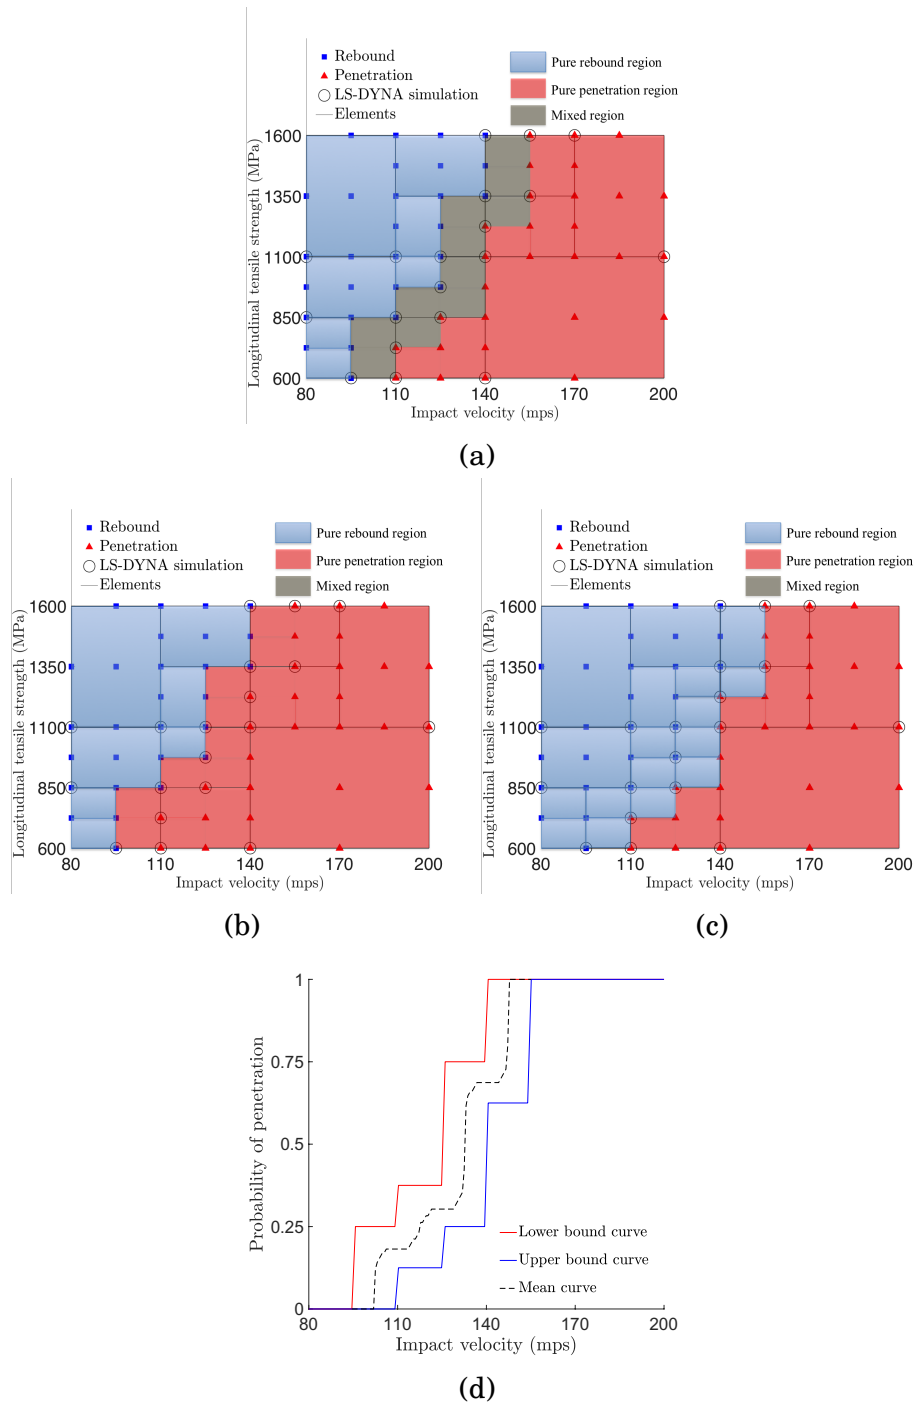 Rebound
Penetration
LS-DYNA simulation
Elements
Pure rebound region
Pure penetration region
Mixed region
Longitudinal tensile strength (MPa)
1600
1350
1100
850
600
80 110 140 170 200
Impact velocity (mps)
(a)
Rebound
Penetration
LS-DYNA simulation
Elements
Pure rebound region
Pure penetration region
Mixed region
Longitudinal tensile strength (MPa)
1600
1350
1100
850
600
80 110 140 170 200
Impact velocity (mps)
(b)
Rebound
Penetration
LS-DYNA simulation
Elements
Pure rebound region
Pure penetration region
Mixed region
Longitudinal tensile strength (MPa)
1600
1350
1100
850
600
80 110 140 170 200
Impact velocity (mps)
(c)
Probability of penetration
1
0.75
0.5
0.25
0
Lower bound curve
Upper bound curve
Mean curve
80 110 140 170 200
Impact velocity (mps)
(d)